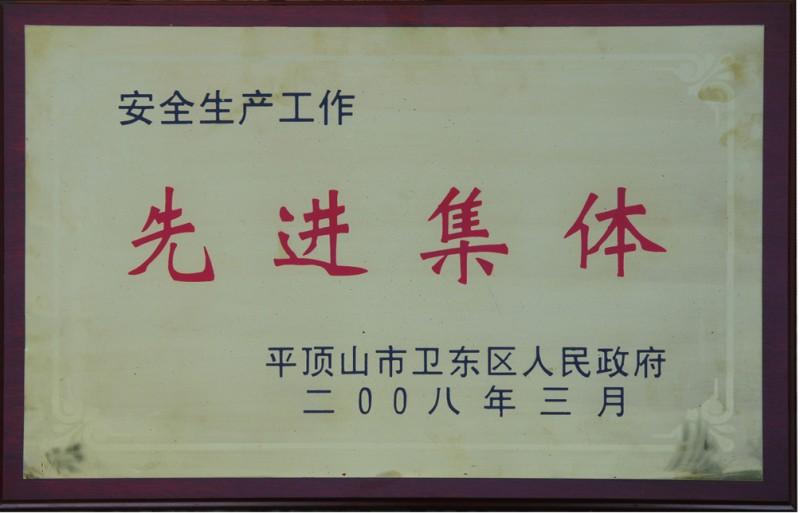 安全生产工作
先进集体
平顶山市卫东区人民政府
二00八年三月